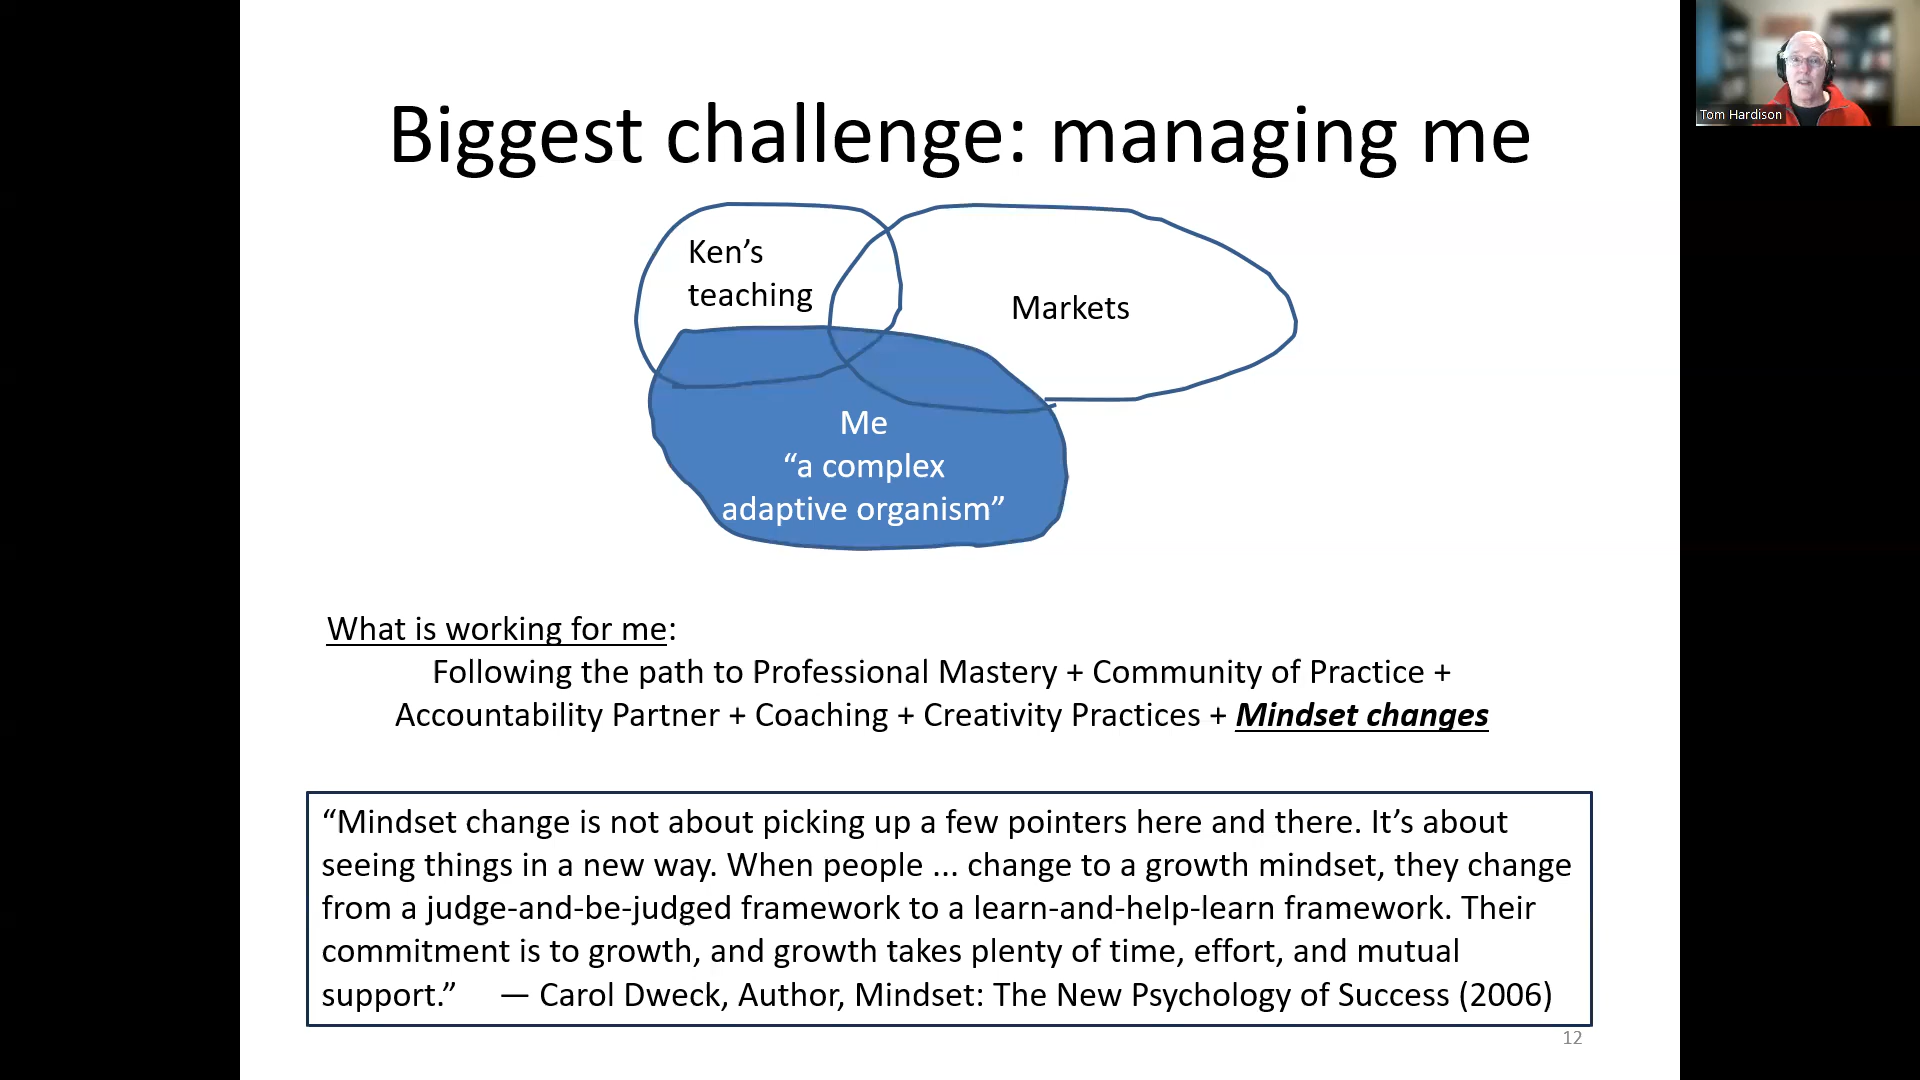 Biggest challenge: managing me
Tom Hardison
Ken’s
teaching
Markets
Me
“a complex
adaptive organism”
What is working for me:
Following the path to Professional Mastery + Community of Practice +
Accountability Partner + Coaching + Creativity Practices + Mindset changes
“Mindset change is not about picking up a few pointers here and there. It’s about
seeing things in a new way. When people ... change to a growth mindset, they change
from a judge-and-be-judged framework to a learn-and-help-learn framework. Their
commitment is to growth, and growth takes plenty of time, effort, and mutual
support.” — Carol Dweck, Author, Mindset: The New Psychology of Success (2006)
12